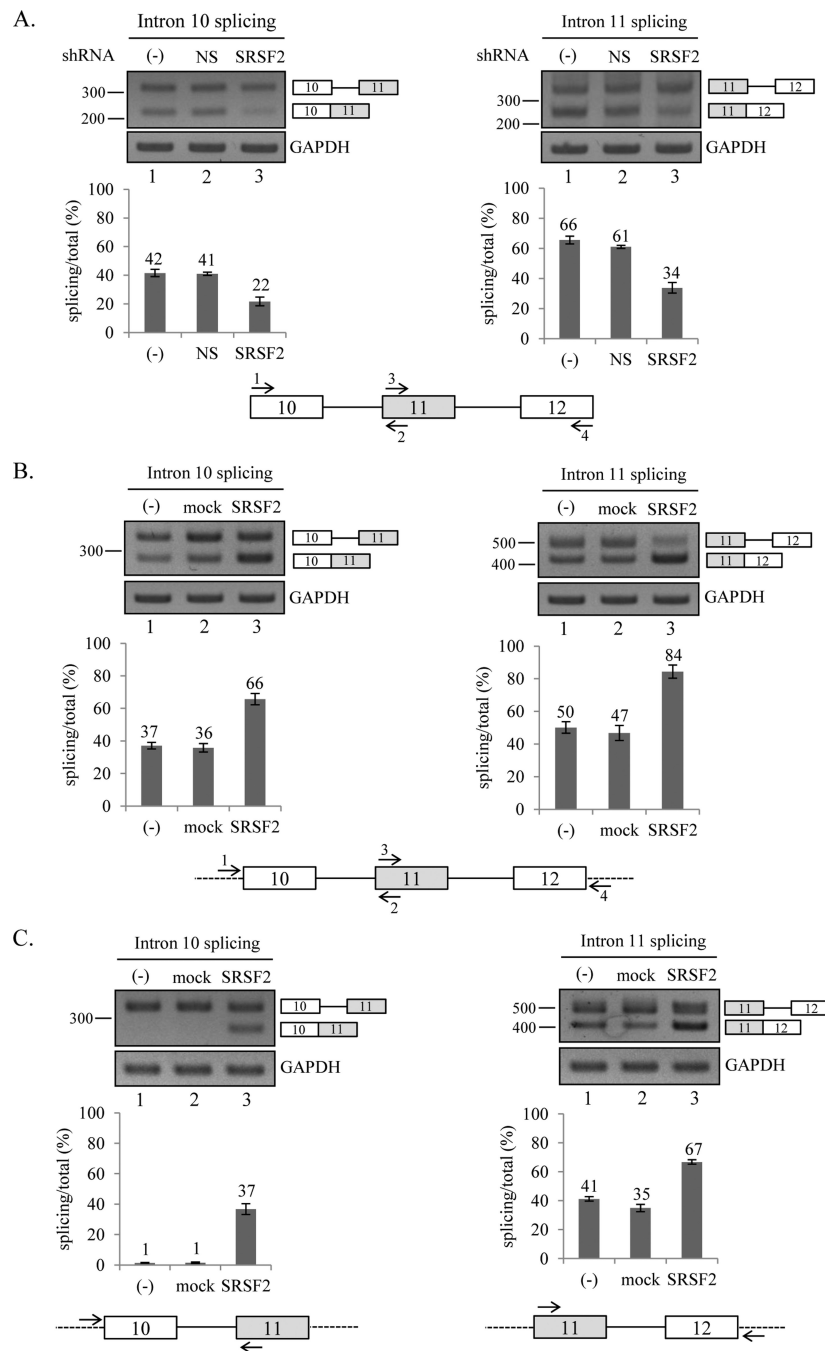 A.
Intron 10 splicing
shRNA (-) NS SRSF2
300
200
10 11
10 11
GAPDH
1 2 3
splicing/total (%)
100
80
60
40
20
0
42 41 22
(-) NS SRSF2
Intron 11 splicing
shRNA (-) NS SRSF2
300
200
11 12
11 12
GAPDH
1 2 3
splicing/total (%)
100
80
60
40
20
0
66 61 34
(-) NS SRSF2
1 3
10 11 12
2 4
B.
Intron 10 splicing
(-) mock SRSF2
300
10 11
10 11
GAPDH
1 2 3
splicing/total (%)
100
80
60
40
20
0
37 36 66
(-) mock SRSF2
Intron 11 splicing
(-) mock SRSF2
500
400
11 12
11 12
GAPDH
1 2 3
splicing/total (%)
100
80
60
40
20
0
50 47 84
(-) mock SRSF2
1 3
10 11 12
2 4
C.
Intron 10 splicing
(-) mock SRSF2
300
10 11
10 11
GAPDH
1 2 3
splicing/total (%)
100
80
60
40
20
0
1 1 37
(-) mock SRSF2
10 11
Intron 11 splicing
(-) mock SRSF2
500
400
11 12
11 12
GAPDH
1 2 3
splicing/total (%)
100
80
60
40
20
0
41 35 67
(-) mock SRSF2
11 12